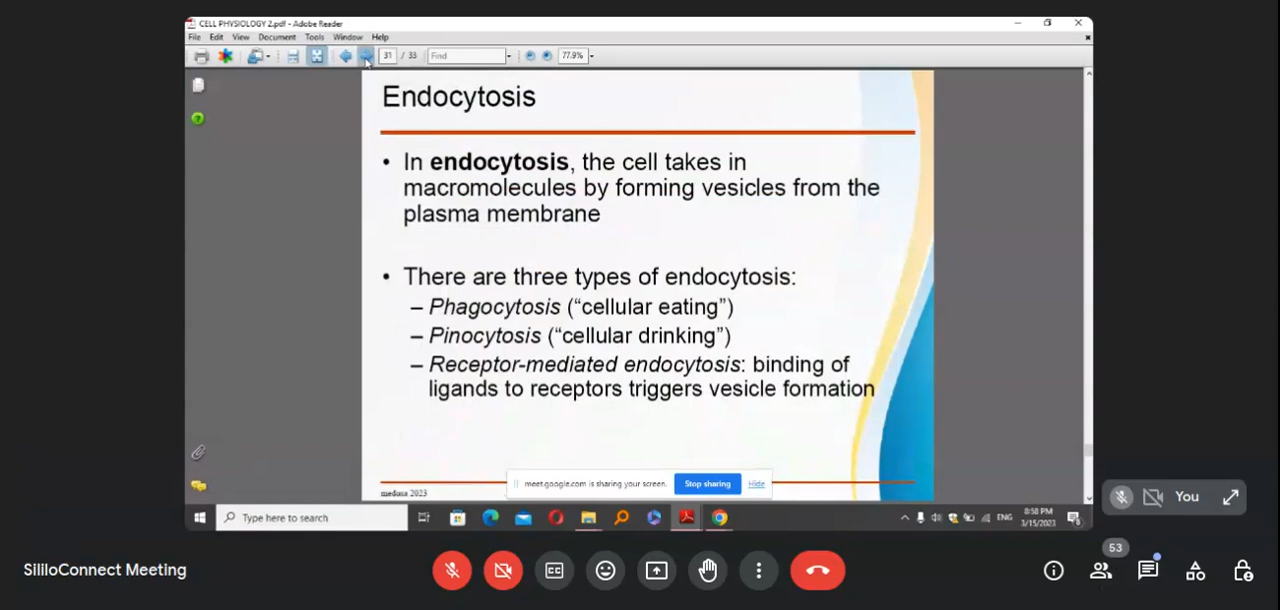 CELL PHYSIOLOGY 2.pdf - Adobe Reader
File Edit View Document Tools Window Help
31 / 33 Find 77.9%
Endocytosis
• In endocytosis, the cell takes in
macromolecules by forming vesicles from the
plasma membrane
• There are three types of endocytosis:
– Phagocytosis (“cellular eating”)
– Pinocytosis (“cellular drinking”)
– Receptor-mediated endocytosis: binding of
ligands to receptors triggers vesicle formation
meet.google.com is sharing your screen. Stop sharing Hide
medosa 2023
You
Type here to search
ENG
8:58 PM
3/15/2023
53
SililoConnect Meeting